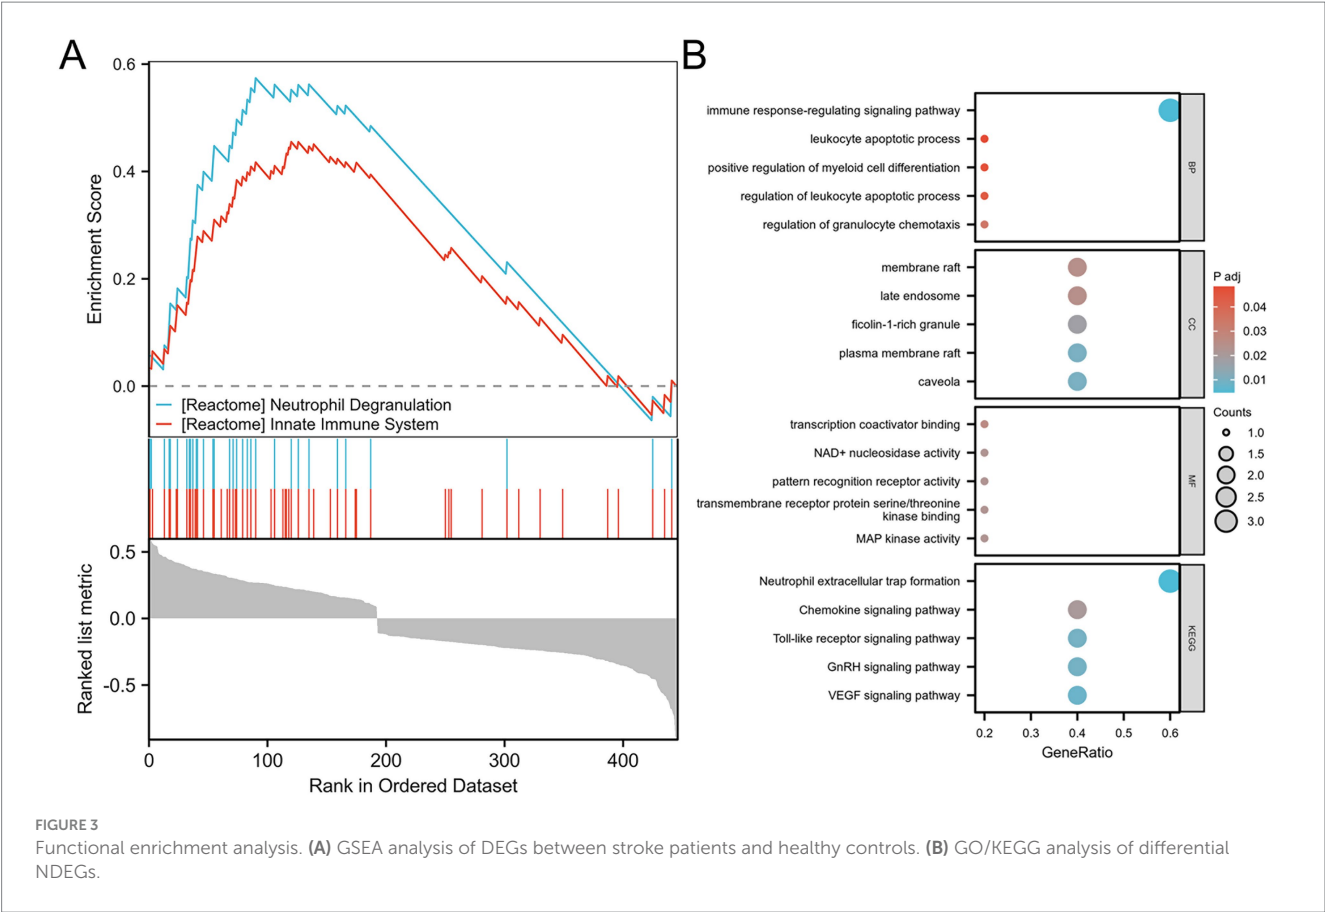 A
0.6
0.4
0.2
0.0
Enrichment Score
[Reactome] Neutrophil Degranulation
[Reactome] Innate Immune System
0.5
0.0
-0.5
Ranked list metric
0
100
200
300
400
Rank in Ordered Dataset
B
immune response-regulating signaling pathway
leukocyte apoptotic process
positive regulation of myeloid cell differentiation
regulation of leukocyte apoptotic process
regulation of granulocyte chemotaxis
BP
membrane raft
late endosome
ficolin-1-rich granule
plasma membrane raft
caveola
CC
transcription coactivator binding
NAD+ nucleosidase activity
pattern recognition receptor activity
transmembrane receptor protein serine/threonine
kinase binding
MAP kinase activity
MF
Neutrophil extracellular trap formation
Chemokine signaling pathway
Toll-like receptor signaling pathway
GnRH signaling pathway
VEGF signaling pathway
KEGG
0.2
0.3
0.4
0.5
0.6
GeneRatio
P adj
0.04
0.03
0.02
0.01
Counts
1.0
1.5
2.0
2.5
3.0
FIGURE 3
Functional enrichment analysis. (A) GSEA analysis of DEGs between stroke patients and healthy controls. (B) GO/KEGG analysis of differential
NDEGs.